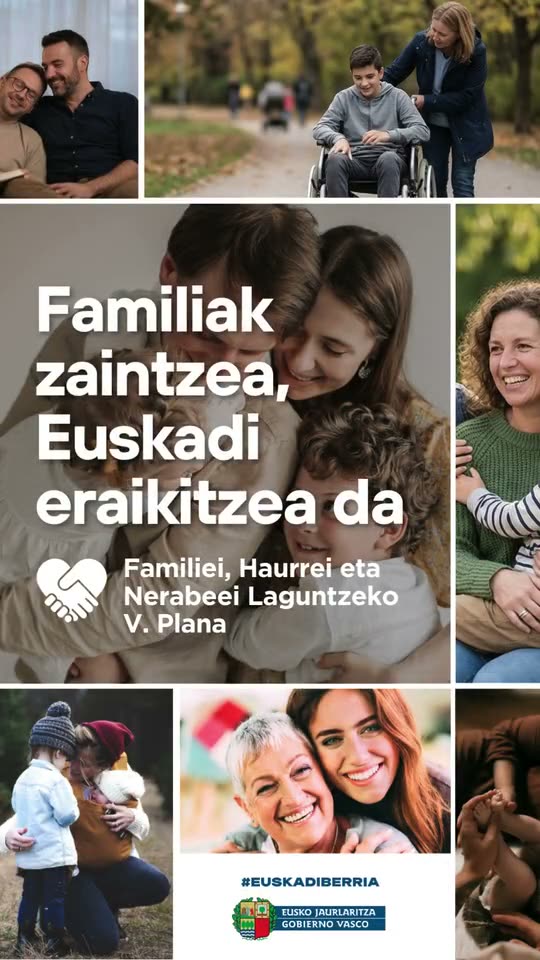 Familiak
zaintzea,
Euskadi
eraikitzea da
Familiei, Haurrei eta
Nerabeei Laguntzeko
V. Plana
#EUSKADIBERRIA
EUSKO JAURLARITZA
GOBIERNO VASCO